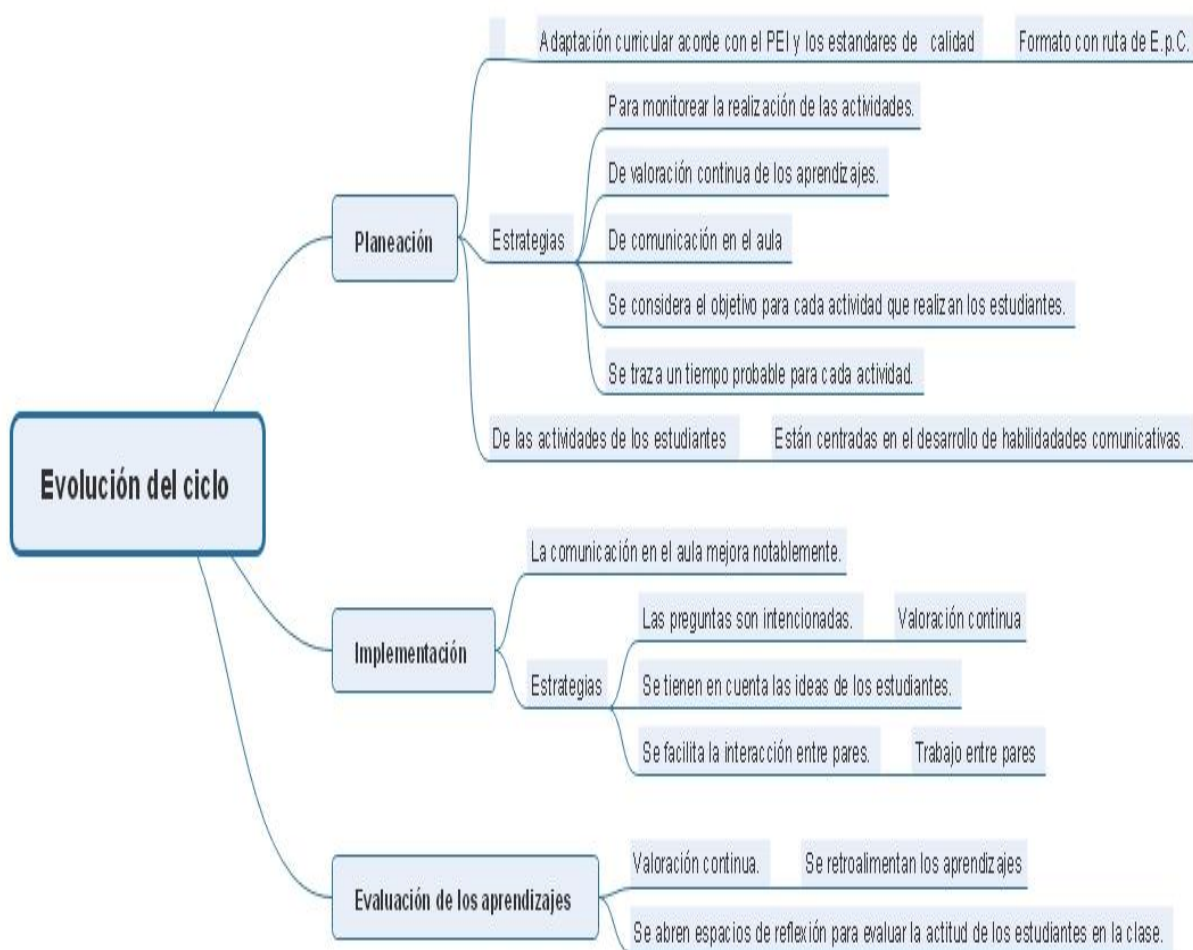 Adaptación curricular acorde con el PEI y los estandares de calidad
Formato con ruta de E.p.C.
Para monitorear la realización de las actividades.
De valoración continua de los aprendizajes.
Planeación
Estrategias
De comunicación en el aula
Se considera el objetivo para cada actividad que realizan los estudiantes.
Se traza un tiempo probable para cada actividad.
De las actividades de los estudiantes
Están centradas en el desarrollo de habilidadades comunicativas.
Evolución del ciclo
La comunicación en el aula mejora notablemente.
Implementación
Estrategias
Las preguntas son intencionadas.
Valoración continua
Se tienen en cuenta las ideas de los estudiantes.
Se facilita la interacción entre pares.
Trabajo entre pares
Evaluación de los aprendizajes
Valoración continua.
Se retroalimentan los aprendizajes
Se abren espacios de reflexión para evaluar la actitud de los estudiantes en la clase.